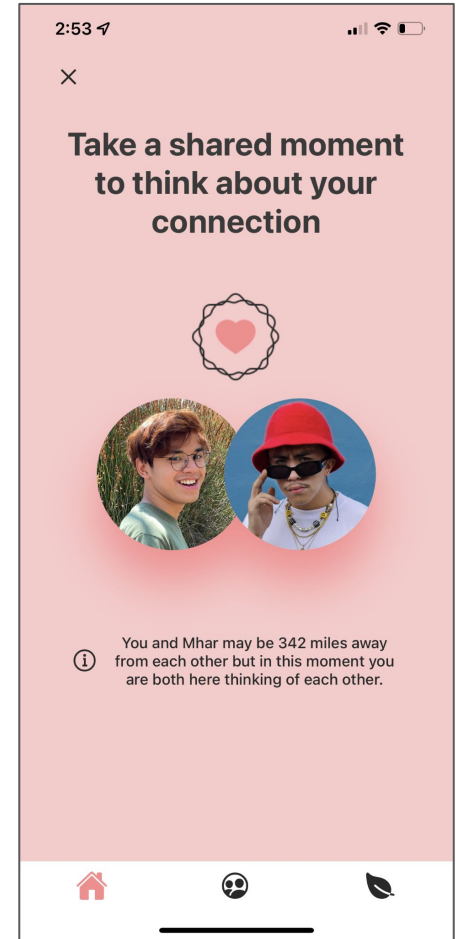 2:53
Take a shared moment
to think about your
connection
You and Mhar may be 342 miles away
from each other but in this moment you
are both here thinking of each other.